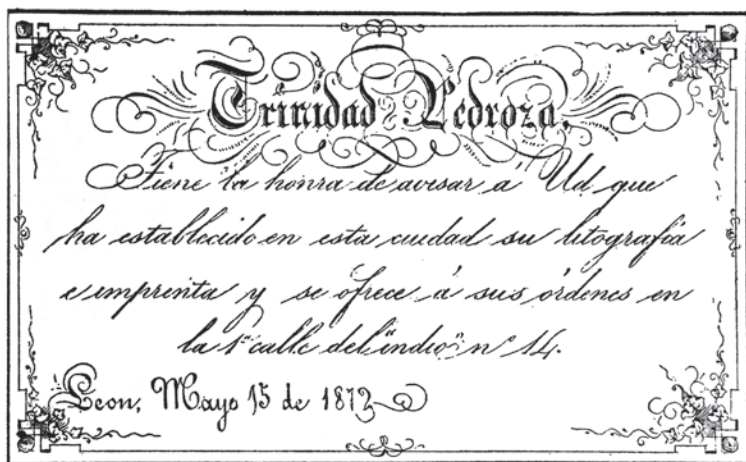 Trinidad Pedroza.
Tiene la honra de avisar a Ud que
ha establecido en esta ciudad su litografía
e imprenta y se ofrece á sus órdenes en
la 1ª calle del "indio" nº 14.
Leon, Mayo 15 de 1872